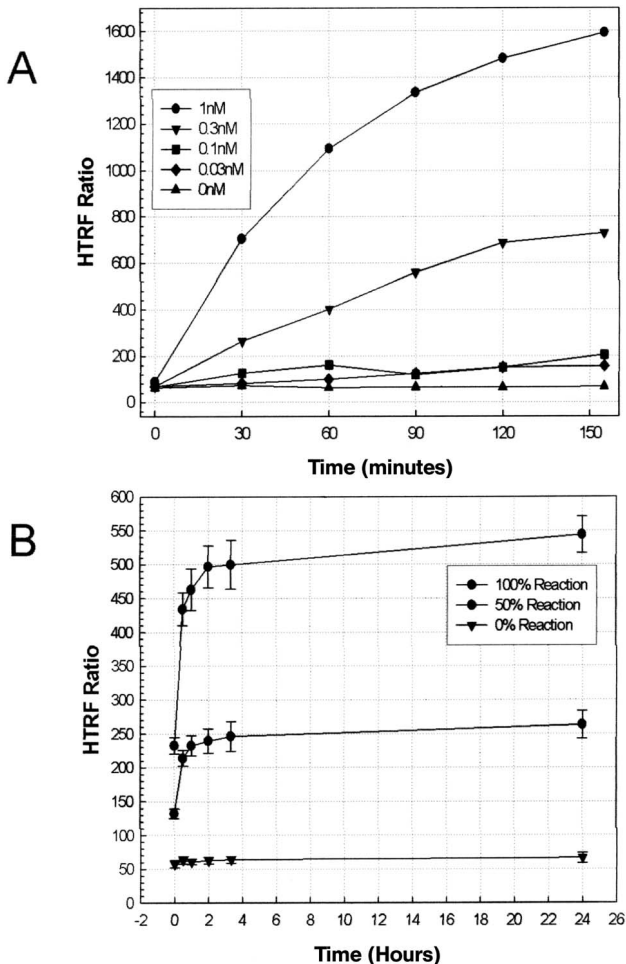 A
HTRF Ratio
1600
1400
1200
1000
800
600
400
200
0
1nM
0.3nM
0.1nM
0.03nM
0nM
0 30 60 90 120 150
Time (minutes)
B
HTRF Ratio
600
550
500
450
400
350
300
250
200
150
100
50
0
100% Reaction
50% Reaction
0% Reaction
-2 0 2 4 6 8 10 12 14 16 18 20 22 24 26
Time (Hours)